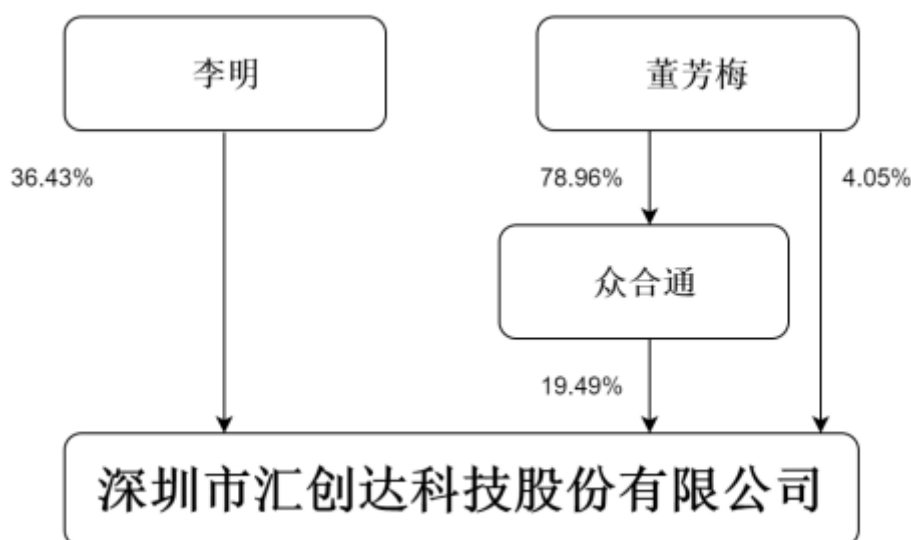 李明
董芳梅
36.43%
78.96%
4.05%
众合通
19.49%
深圳市汇创达科技股份有限公司